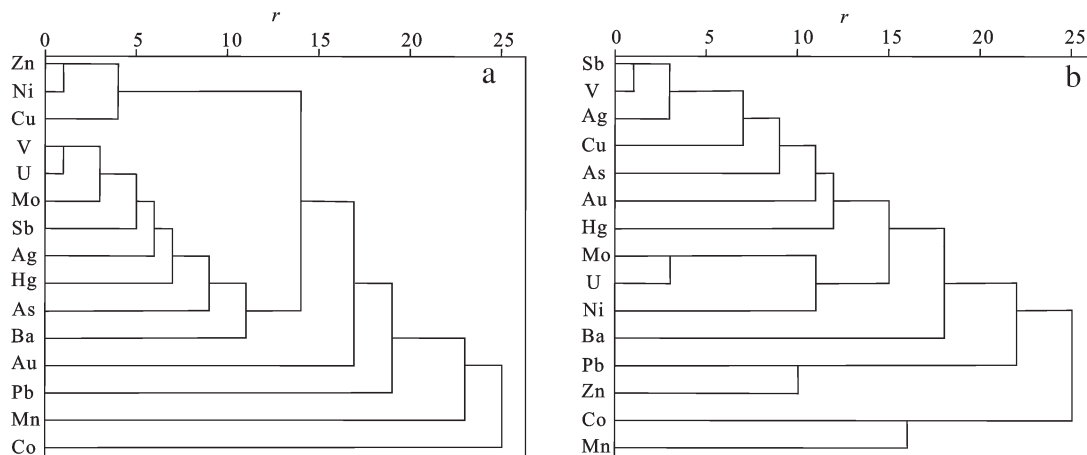 r
0 5 10 15 20 25
a
Zn
Ni
Cu
V
U
Mo
Sb
Ag
Hg
As
Ba
Au
Pb
Mn
Co
r
0 5 10 15 20 25
b
Sb
V
Ag
Cu
As
Au
Hg
Mo
U
Ni
Ba
Pb
Zn
Co
Mn